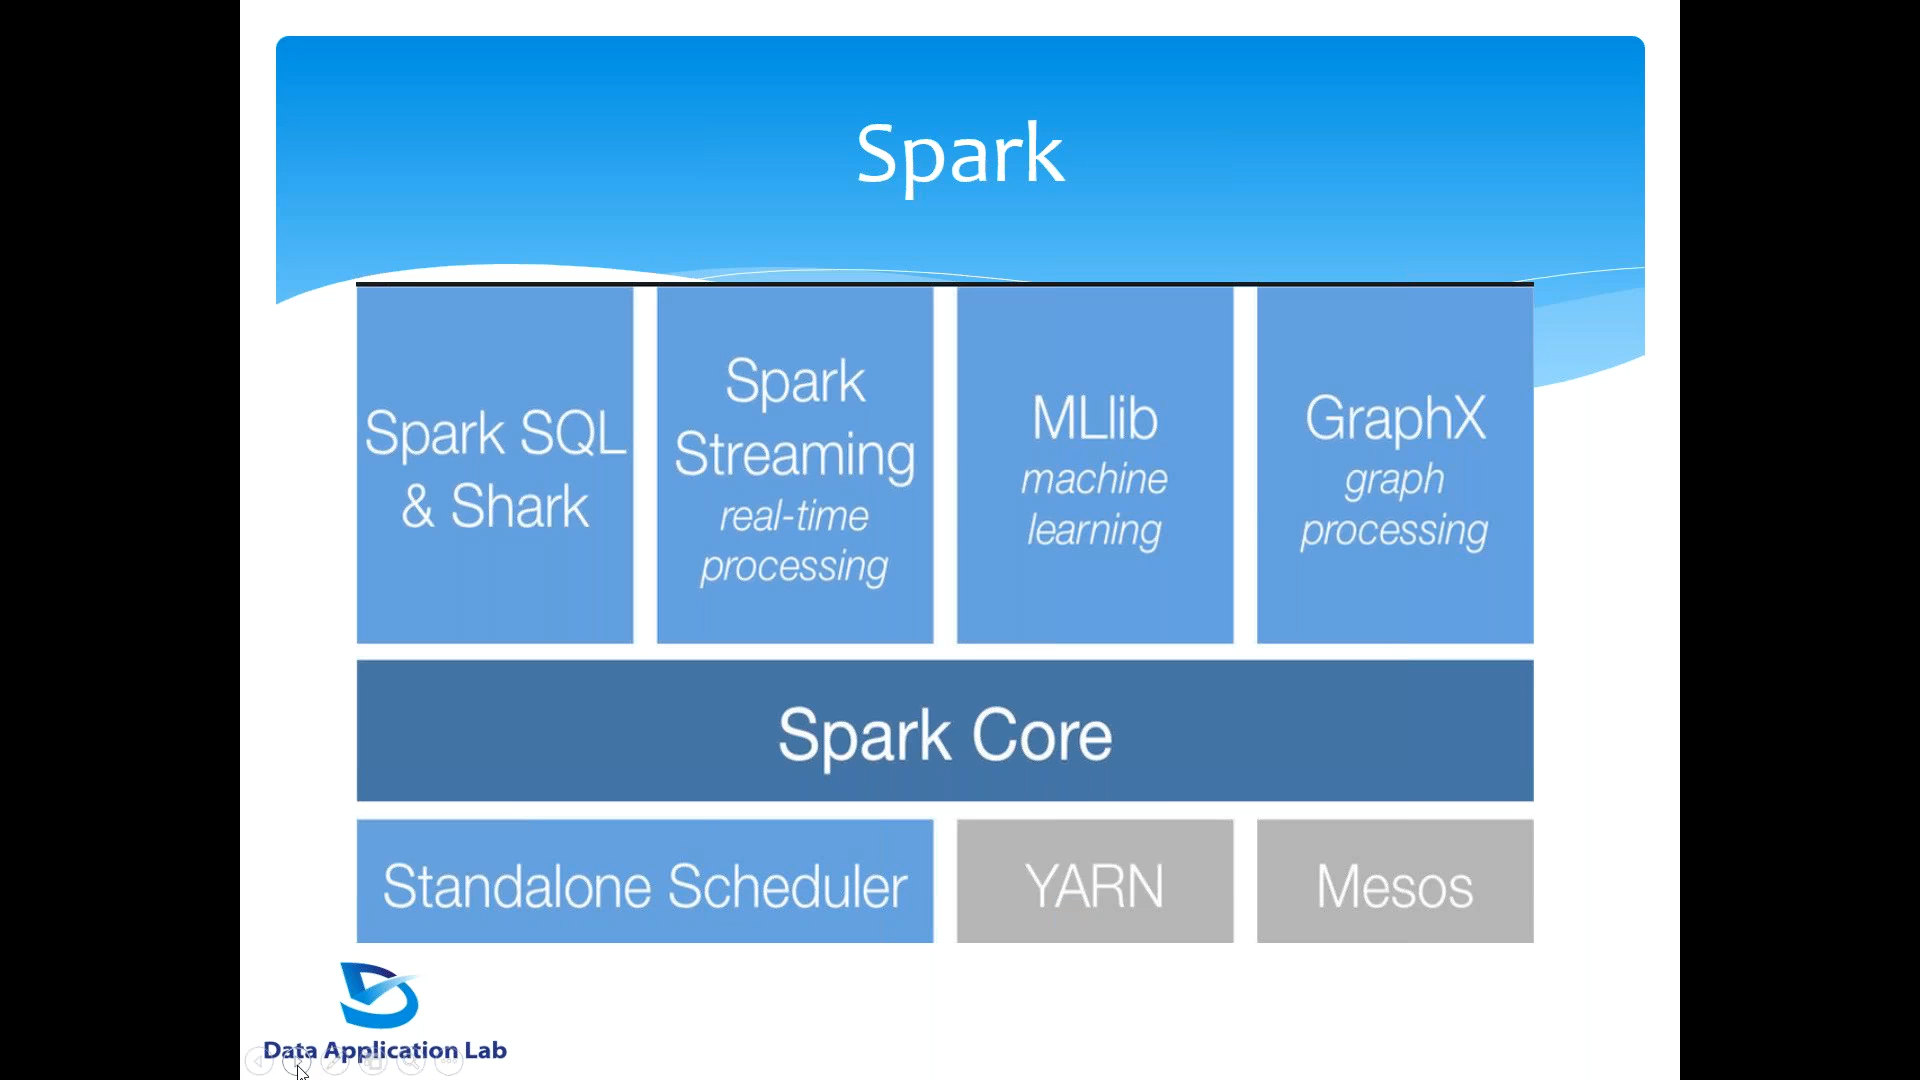 Spark
Spark SQL
& Shark
Spark
Streaming
real-time
processing
MLlib
machine
learning
GraphX
graph
processing
Spark Core
Standalone Scheduler
YARN
Mesos
Data Application Lab